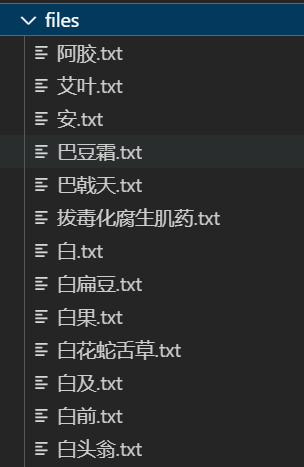 files
阿胶.txt
艾叶.txt
安.txt
巴豆霜.txt
巴戟天.txt
拔毒化腐生肌药.txt
白.txt
白扁豆.txt
白果.txt
白花蛇舌草.txt
白及.txt
白前.txt
白头翁.txt